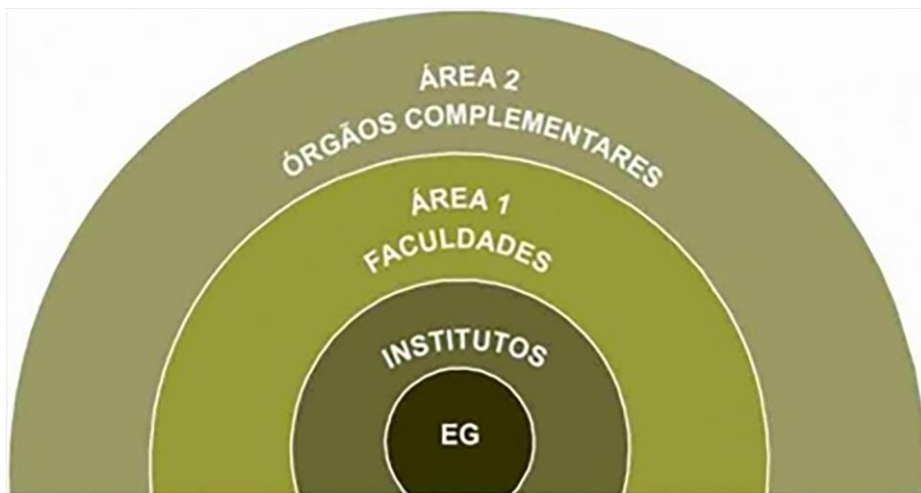 ÁREA 2
ÓRGÃOS COMPLEMENTARES
ÁREA 1
FACULDADES
INSTITUTOS
EG